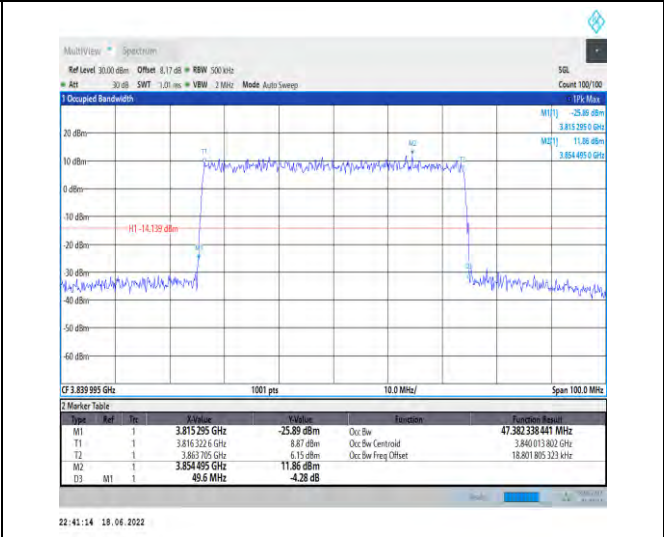 MultiView Spectrum
Ref Level 30.00 dBm Offset 8.17 dB RBW 500 kHz SGL
Att 30 dB SWT 1.01 ms VBW 2 MHz Mode Auto Sweep Count 100/100
1 Occupied Bandwidth 1Pk Max
M1[1] -25.89 dBm
3.815 295 0 GHz
M2[1] 11.86 dBm
3.854 495 0 GHz
20 dBm
T1 M2
10 dBm
0 dBm
-10 dBm
H1 -14.139 dBm
-20 dBm
M1
-30 dBm
-40 dBm
-50 dBm
-60 dBm
CF 3.839 995 GHz 1001 pts 10.0 MHz/ Span 100.0 MHz
2 Marker Table
Type Ref Trc X-Value Y-Value Function Function Result
M1 1 3.815 295 GHz -25.89 dBm Occ Bw 47.382 338 441 MHz
T1 1 3.816 322 6 GHz 8.87 dBm Occ Bw Centroid 3.840 013 802 GHz
T2 1 3.863 705 GHz 6.15 dBm Occ Bw Freq Offset 18.801 805 323 kHz
M2 1 3.854 495 GHz 11.86 dBm
D3 M1 1 49.6 MHz -4.28 dB
22:41:14 18.06.2022